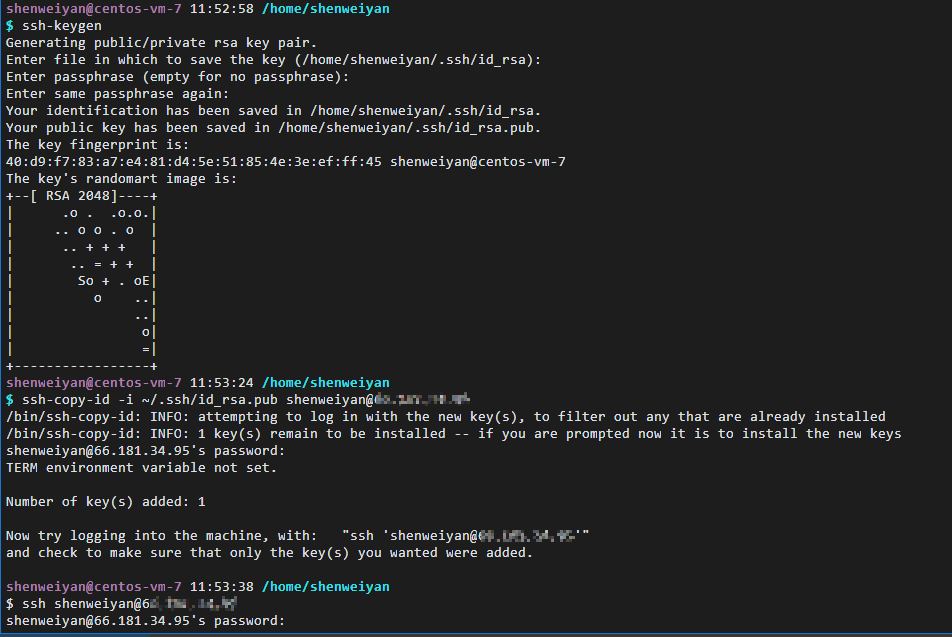 shenweiyan@centos-vm-7 11:52:58 /home/shenweiyan
$ ssh-keygen
Generating public/private rsa key pair.
Enter file in which to save the key (/home/shenweiyan/.ssh/id_rsa):
Enter passphrase (empty for no passphrase):
Enter same passphrase again:
Your identification has been saved in /home/shenweiyan/.ssh/id_rsa.
Your public key has been saved in /home/shenweiyan/.ssh/id_rsa.pub.
The key fingerprint is:
40:d9:f7:83:a7:e4:81:d4:5e:51:85:4e:3e:ef:ff:45 shenweiyan@centos-vm-7
The key's randomart image is:
+--[ RSA 2048]----+
|      .o .  .o.o.|
|     .. o o . o  |
|      .. + + +   |
|       .. = + +  |
|        So + . oE|
|          o    ..|
|               ..|
|                o|
|                =|
+-----------------+
shenweiyan@centos-vm-7 11:53:24 /home/shenweiyan
$ ssh-copy-id -i ~/.ssh/id_rsa.pub shenweiyan@
/bin/ssh-copy-id: INFO: attempting to log in with the new key(s), to filter out any that are already installed
/bin/ssh-copy-id: INFO: 1 key(s) remain to be installed -- if you are prompted now it is to install the new keys
shenweiyan@66.181.34.95's password:
TERM environment variable not set.
Number of key(s) added: 1
Now try logging into the machine, with:   "ssh 'shenweiyan@'"
and check to make sure that only the key(s) you wanted were added.
shenweiyan@centos-vm-7 11:53:38 /home/shenweiyan
$ ssh shenweiyan@6
shenweiyan@66.181.34.95's password: